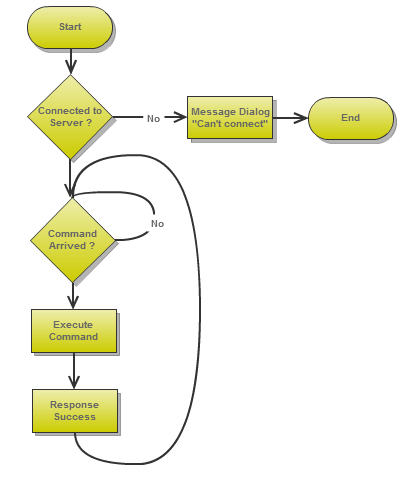 Start
Connected to
Server ?
No
Message Dialog
"Can't connect"
End
Command
Arrived ?
No
Execute
Command
Response
Success